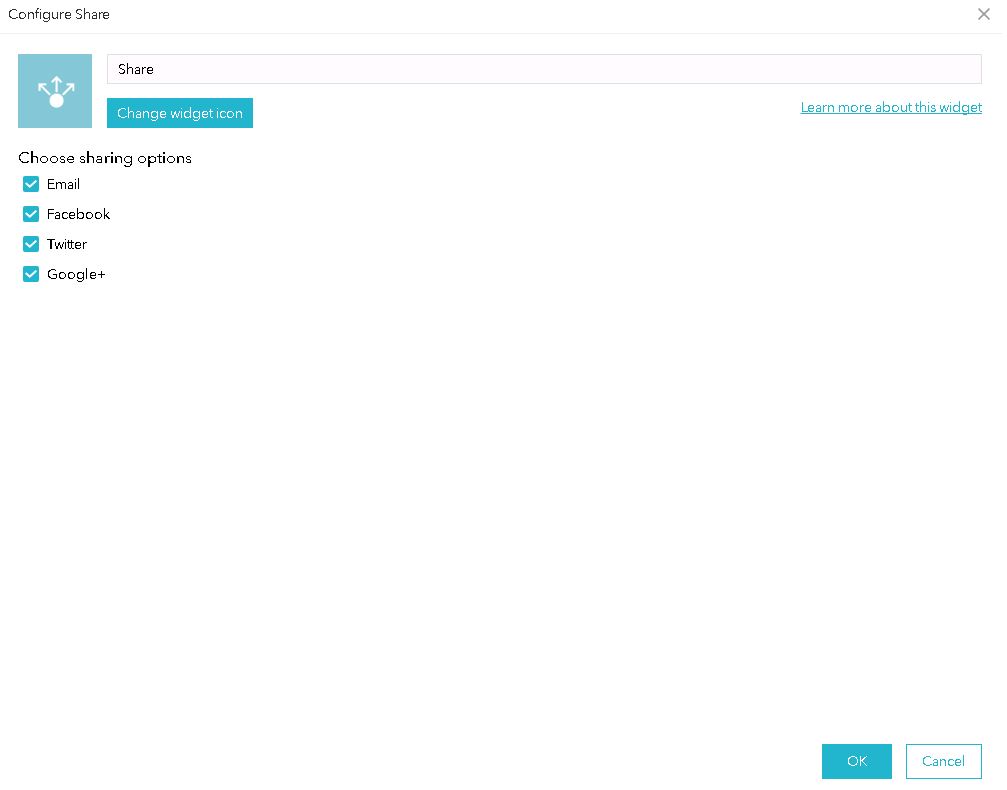 Configure Share
Share
Change widget icon
Learn more about this widget
Choose sharing options
Email
Facebook
Twitter
Google+
OK
Cancel